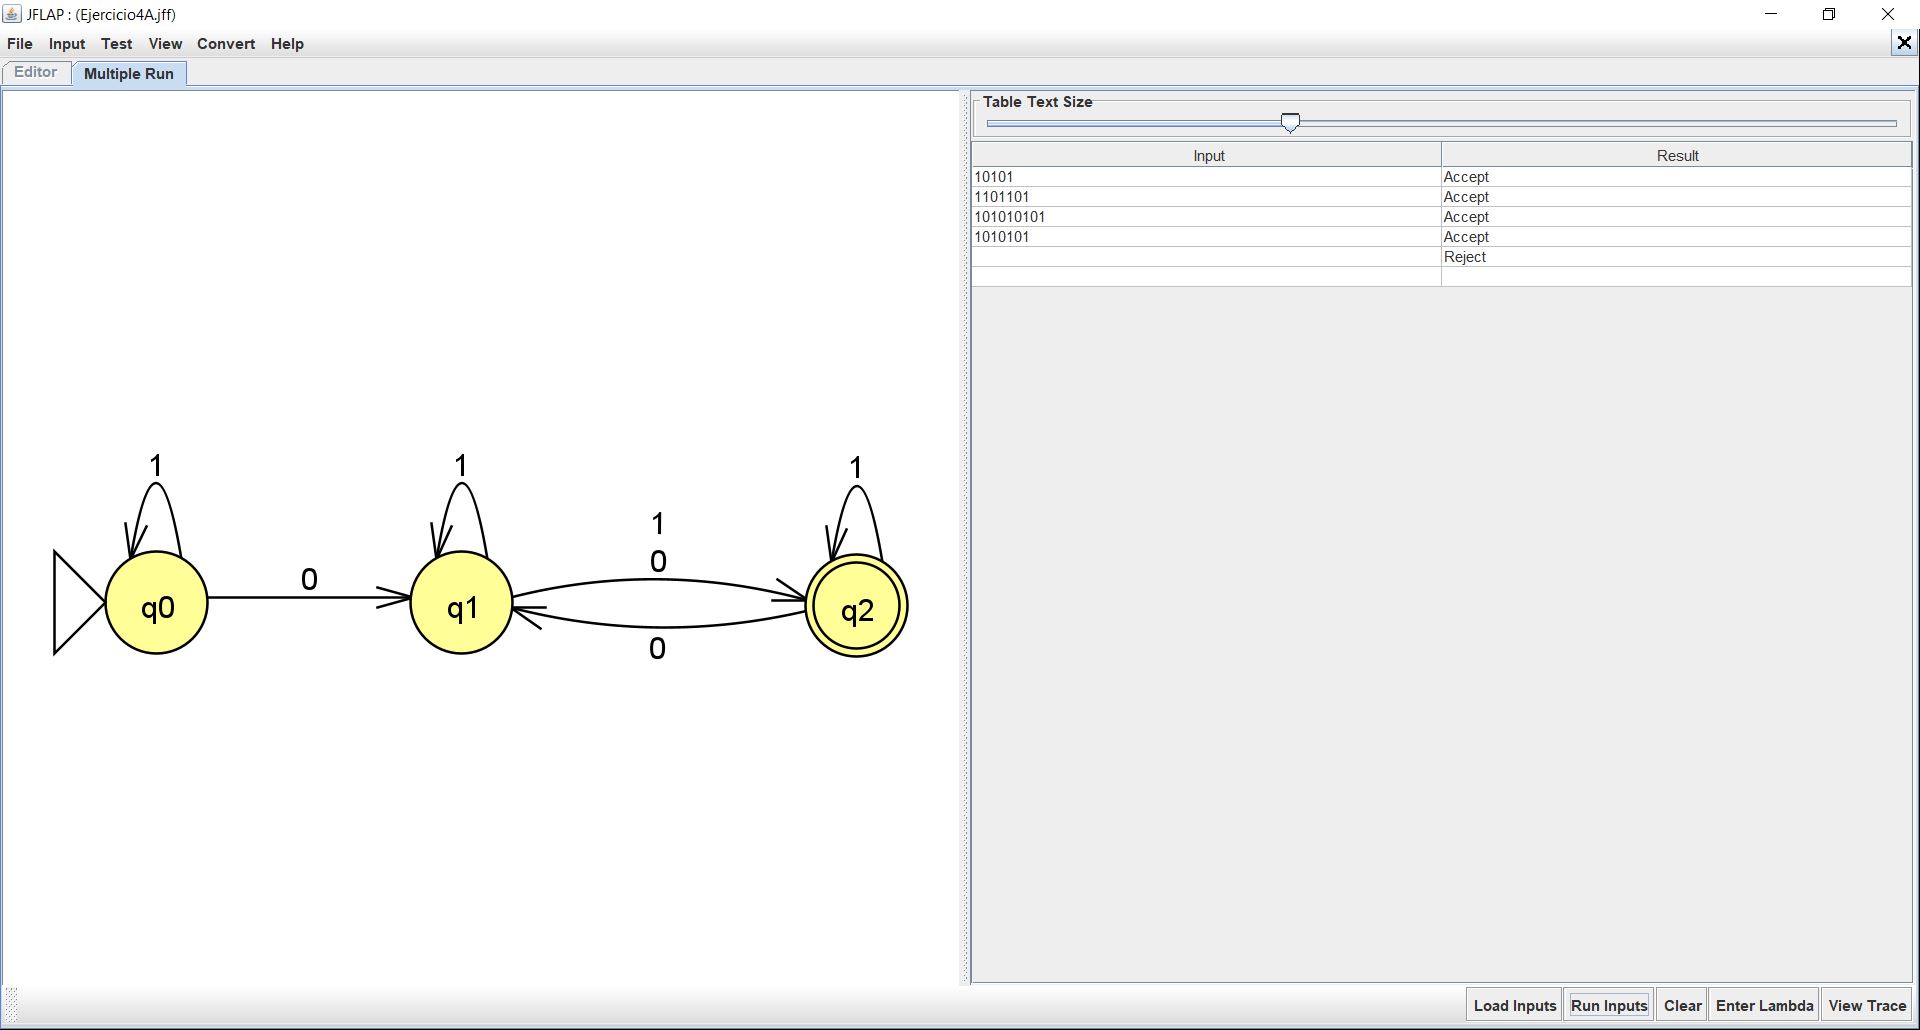 JFLAP : (Ejercicio4A.jff)
File Input Test View Convert Help
Editor Multiple Run
Table Text Size
Input Result
10101 Accept
1101101 Accept
101010101 Accept
1010101 Accept
Reject
1 1 1
1
0
0
q0 q1 q2
0
Load Inputs Run Inputs Clear Enter Lambda View Trace